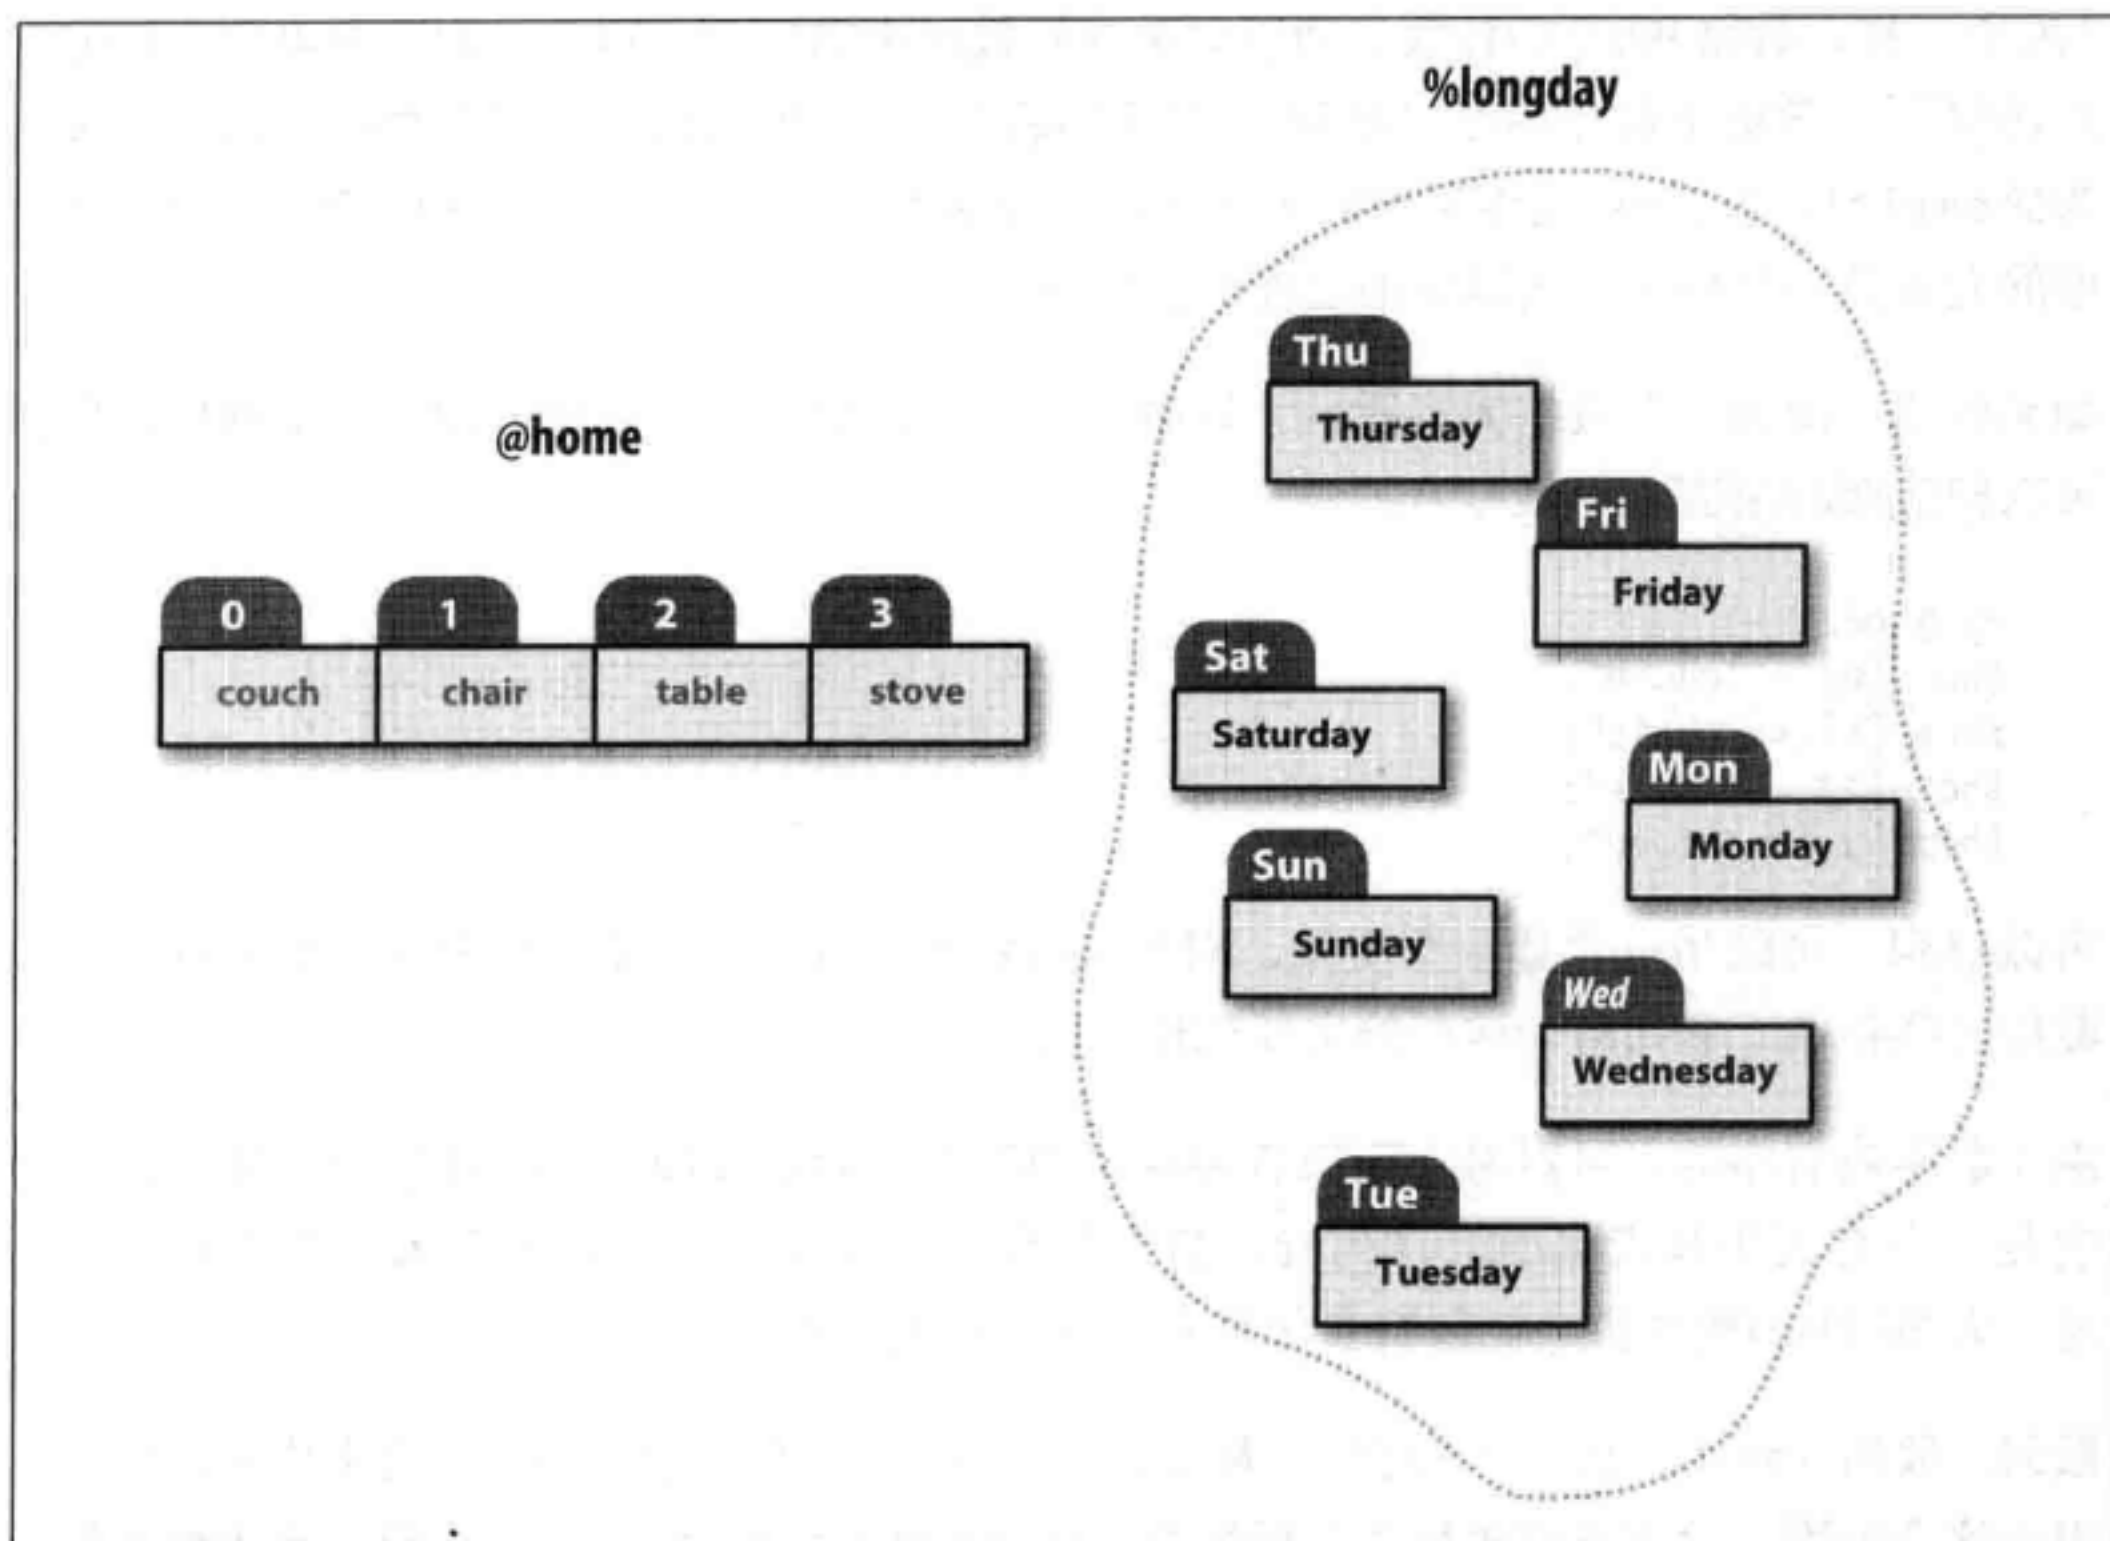 %longday
@home
0 1 2 3
couch chair table stove
Thu
Thursday
Fri
Friday
Sat
Saturday
Mon
Monday
Sun
Sunday
Wed
Wednesday
Tue
Tuesday